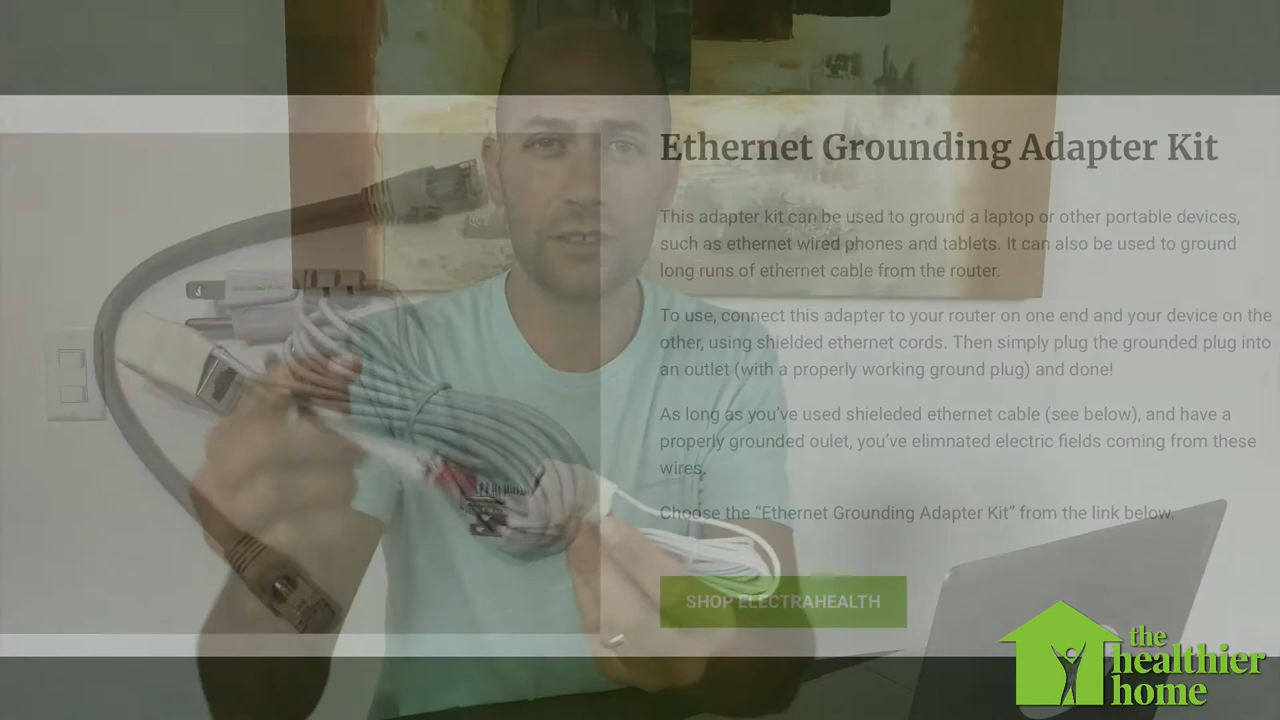 Ethernet Grounding Adapter Kit
This adapter kit can be used to ground a laptop or other portable devices,
such as ethernet wired phones and tablets. It can also be used to ground
long runs of ethernet cable from the router.
To use, connect this adapter to your router on one end and your device on the
other, using shielded ethernet cords. Then simply plug the grounded plug into
an outlet (with a properly working ground plug) and done!
As long as you've used shieleded ethernet cable (see below), and have a
properly grounded oulet, you've elimnated electric fields coming from these
wires.
Choose the “Ethernet Grounding Adapter Kit” from the link below.
SHOP ELECTRAHEALTH
the
healthier
home